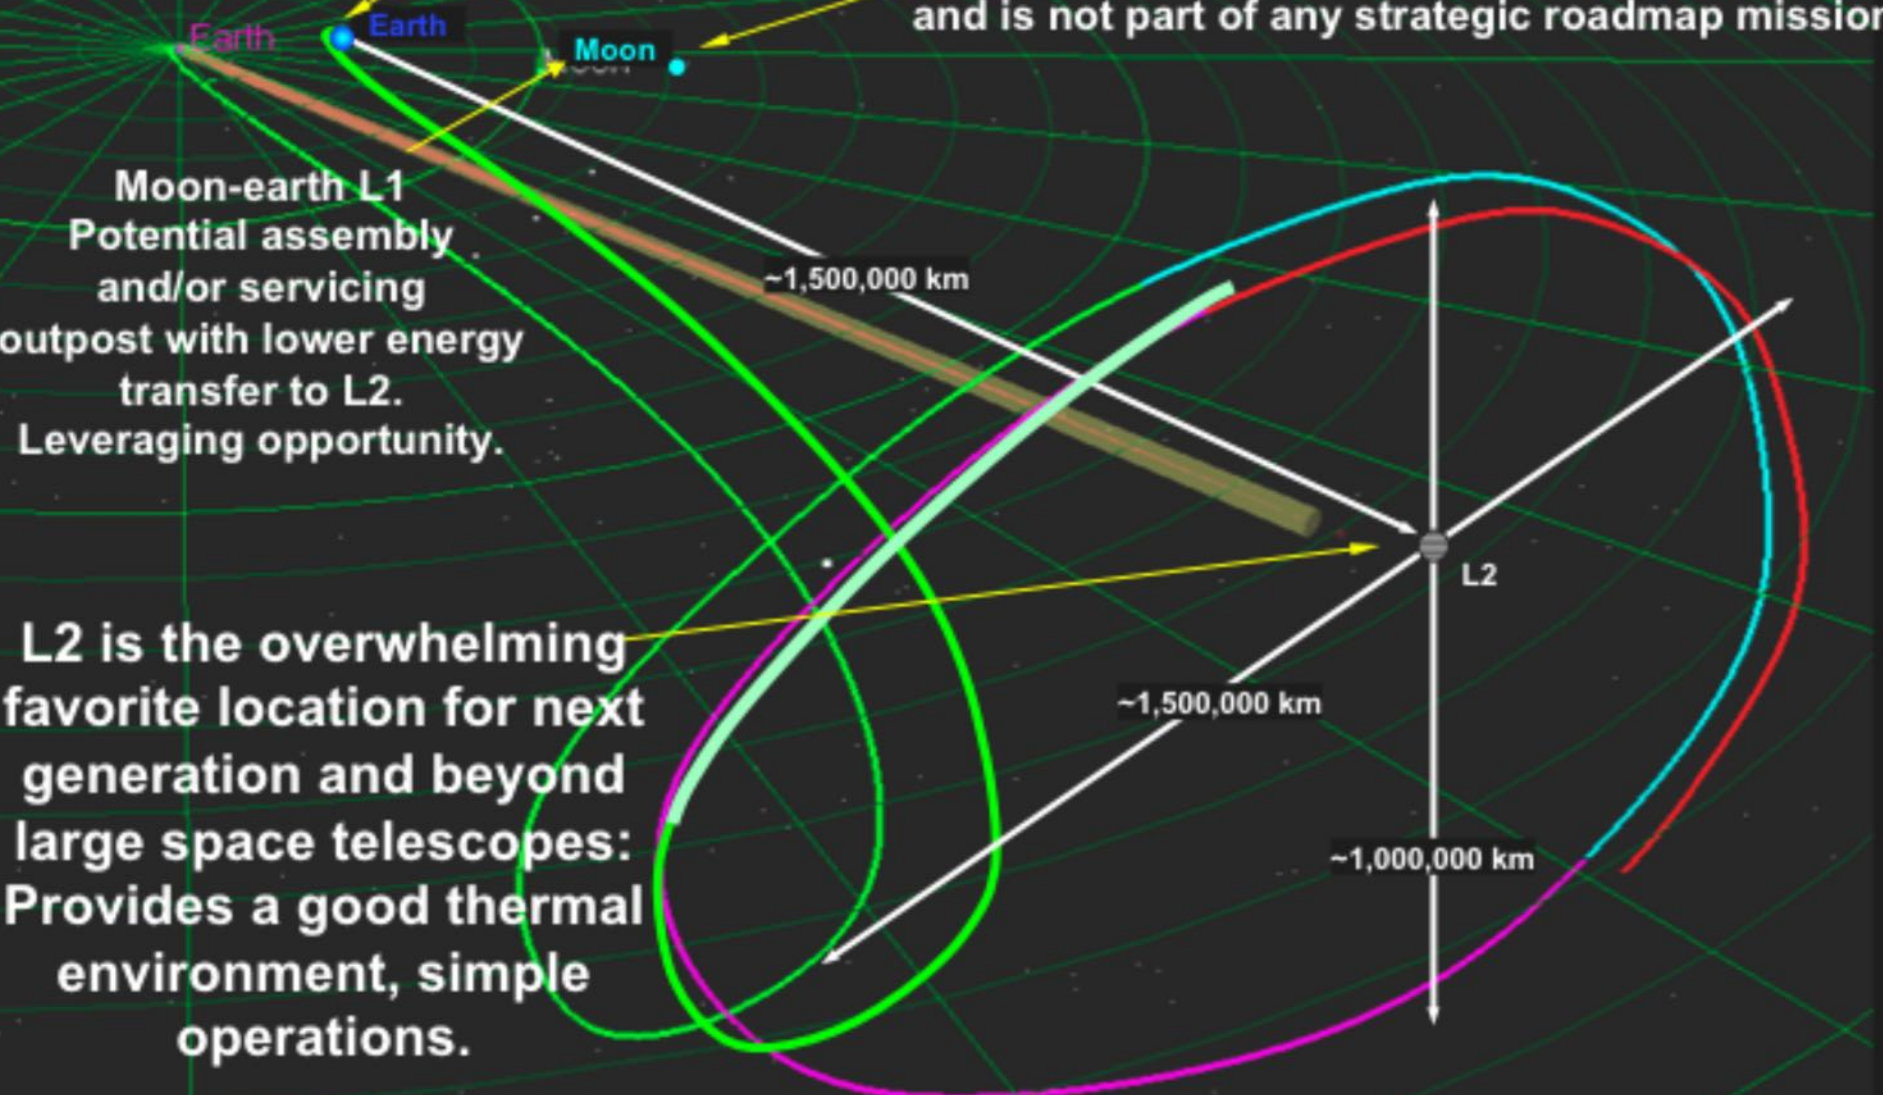 and is not part of any strategic roadmap mission
Earth
Earth
Moon
Moon
Moon-earth L1
Potential assembly
and/or servicing
outpost with lower energy
transfer to L2.
Leveraging opportunity.
~1,500,000 km
L2
L2 is the overwhelming
favorite location for next
generation and beyond
large space telescopes:
Provides a good thermal
environment, simple
operations.
~1,500,000 km
~1,000,000 km